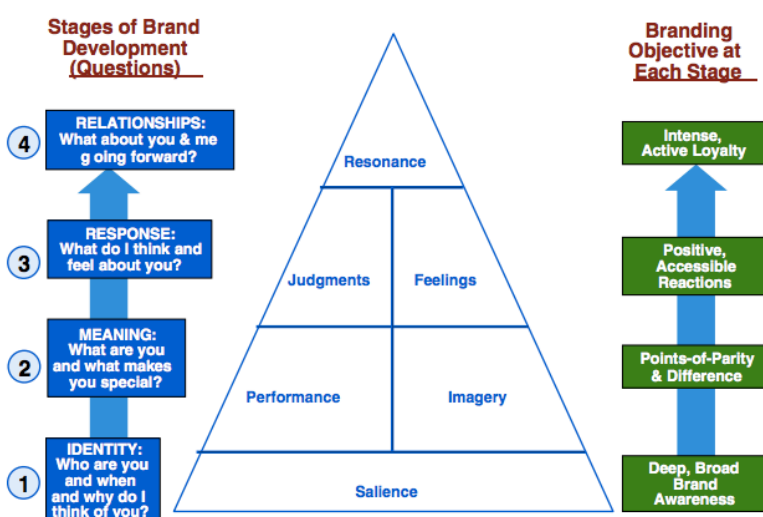 Stages of Brand
Development
(Questions)
4
RELATIONSHIPS:
What about you & me
g oing forward?
3
RESPONSE:
What do I think and
feel about you?
2
MEANING:
What are you
and what makes
you special?
1
IDENTITY:
Who are you
and when
and why do I
think of you?
Resonance
Judgments
Feelings
Performance
Imagery
Salience
Branding
Objective at
Each Stage
Intense,
Active Loyalty
Positive,
Accessible
Reactions
Points-of-Parity
& Difference
Deep, Broad
Brand
Awareness